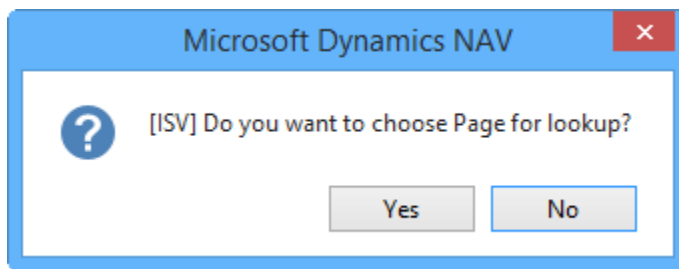 Microsoft Dynamics NAV
[ISV] Do you want to choose Page for lookup?
Yes
No